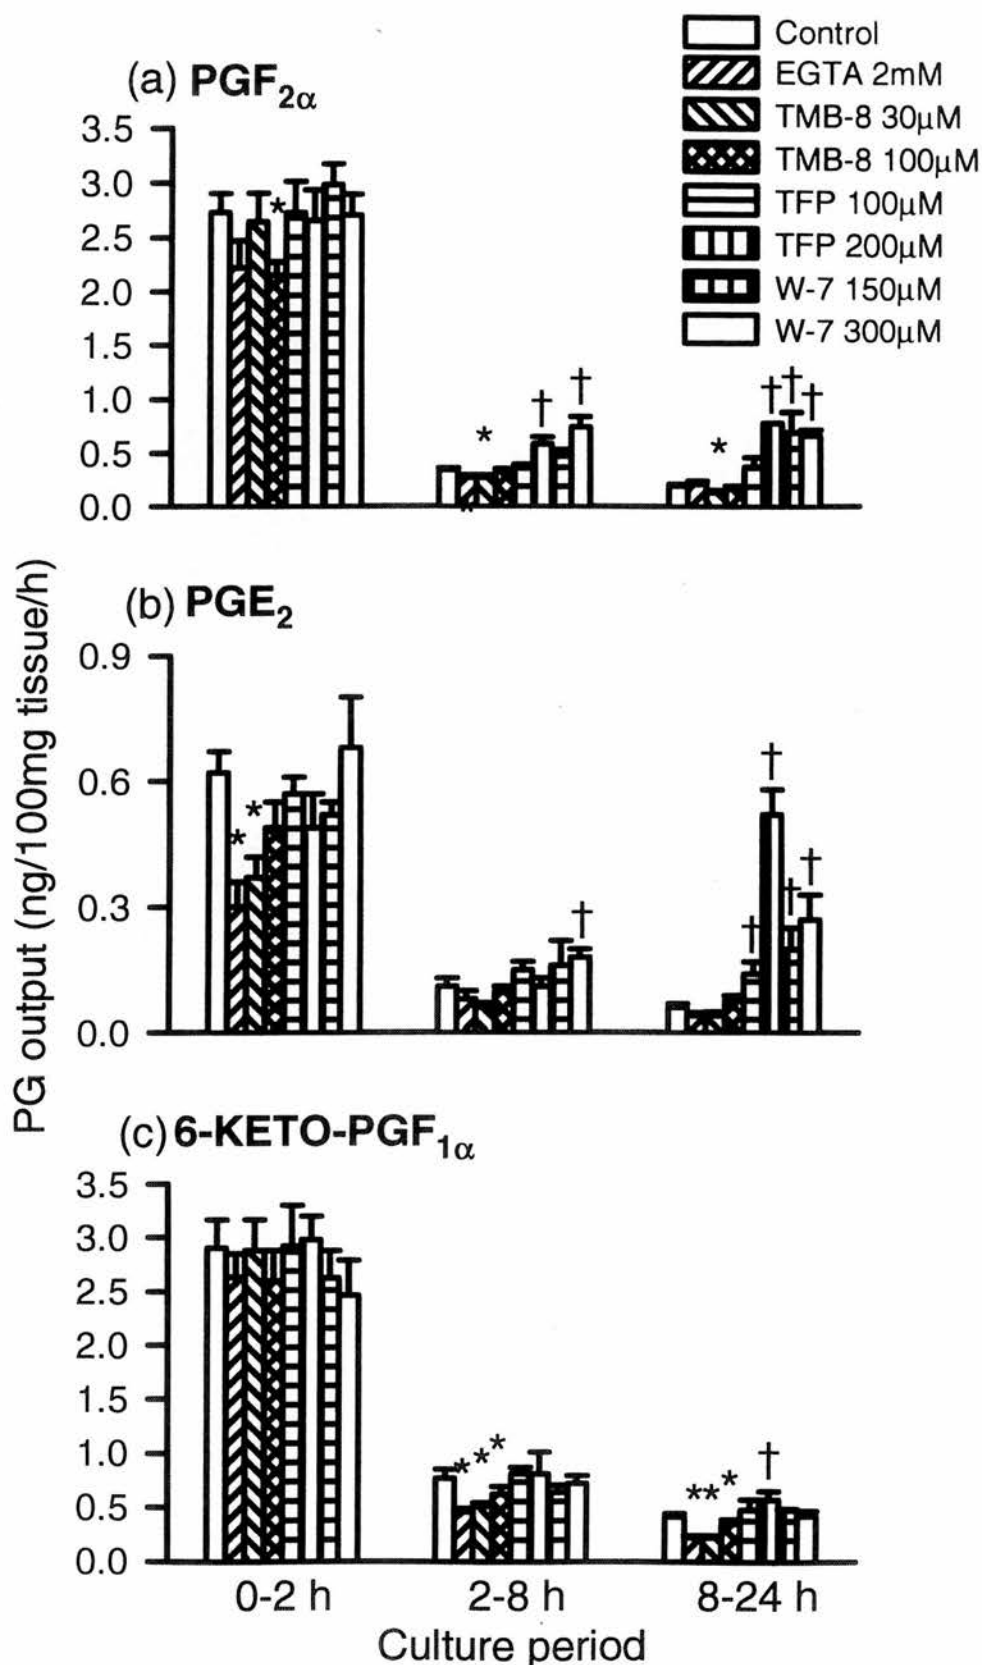 Control
EGTA 2mM
TMB-8 30µM
TMB-8 100µM
TFP 100µM
TFP 200µM
W-7 150µM
W-7 300µM
(a) PGF2α
3.5
3.0
2.5
2.0
1.5
1.0
0.5
0.0
*
*
*
†
†
*
†
†
†
PG output (ng/100mg tissue/h)
(b) PGE2
0.9
0.6
0.3
0.0
*
*
†
†
†
†
†
(c) 6-KETO-PGF1α
3.5
3.0
2.5
2.0
1.5
1.0
0.5
0.0
*
*
*
**
*
†
0-2 h
2-8 h
8-24 h
Culture period